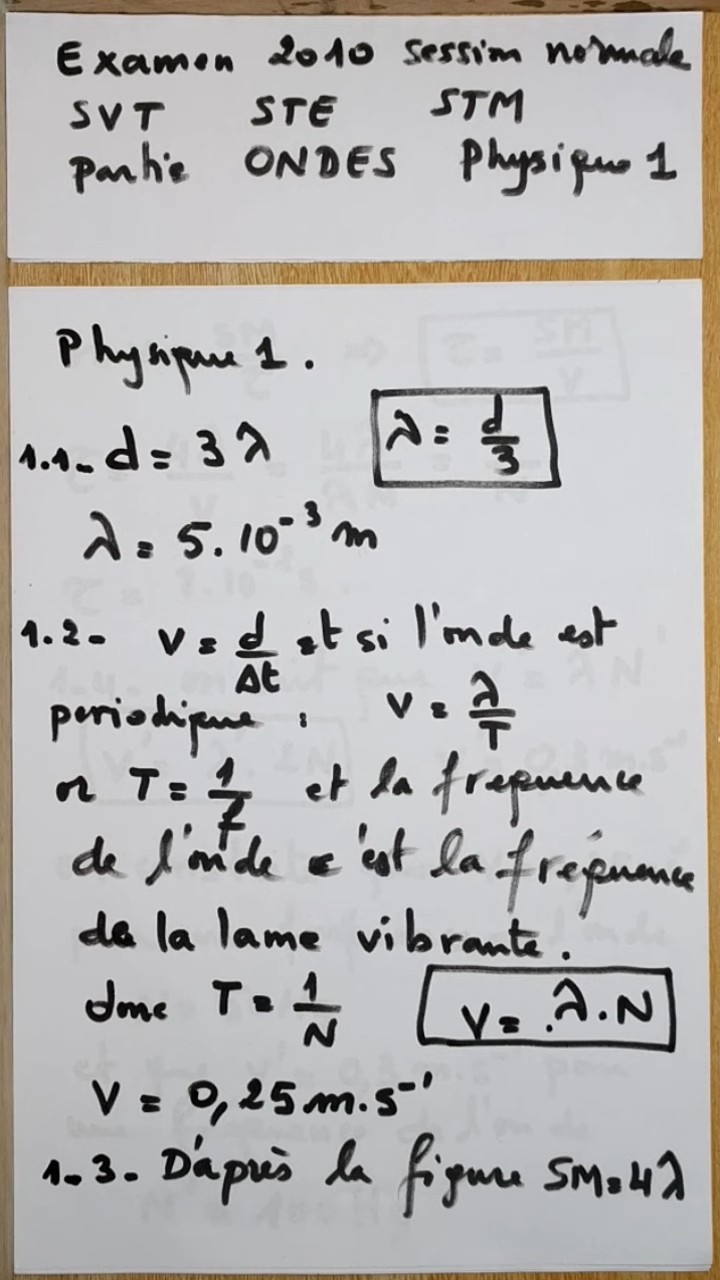 Examen 2010 session normale
SVT STE STM
Partie ONDES Physique 1
Physique 1.
1.1- d = 3λ λ = d/3
λ = 5.10⁻³ m
1.2- V = d/Δt et si l'onde est
periodique : V = λ/T
or T = 1/f et la frequence
de l'onde c'est la fréquence
de la lame vibrante.
donc T = 1/N V = λ.N
V = 0,25 m.s⁻¹
1-3- D'après la figure SM = 4λ